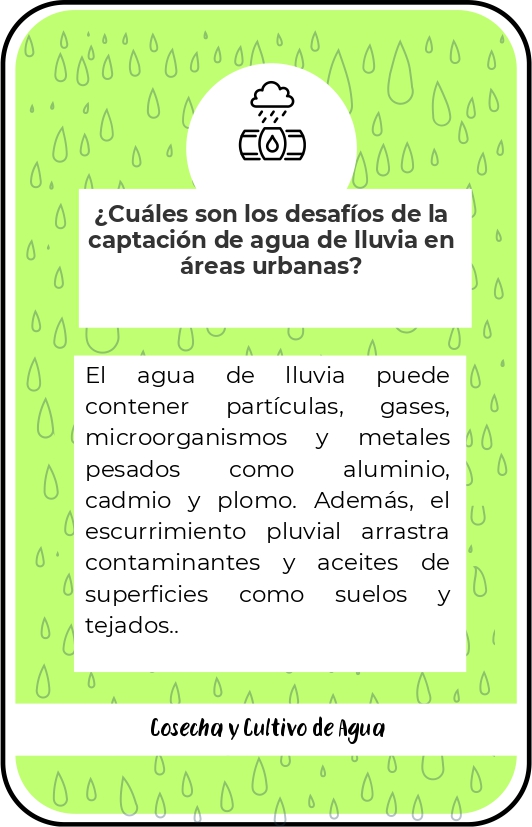 ¿Cuáles son los desafíos de la
captación de agua de lluvia en
áreas urbanas?
El agua de lluvia puede
contener partículas, gases,
microorganismos y metales
pesados como aluminio,
cadmio y plomo. Además, el
escurrimiento pluvial arrastra
contaminantes y aceites de
superficies como suelos y
tejados..
Cosecha y Cultivo de Agua